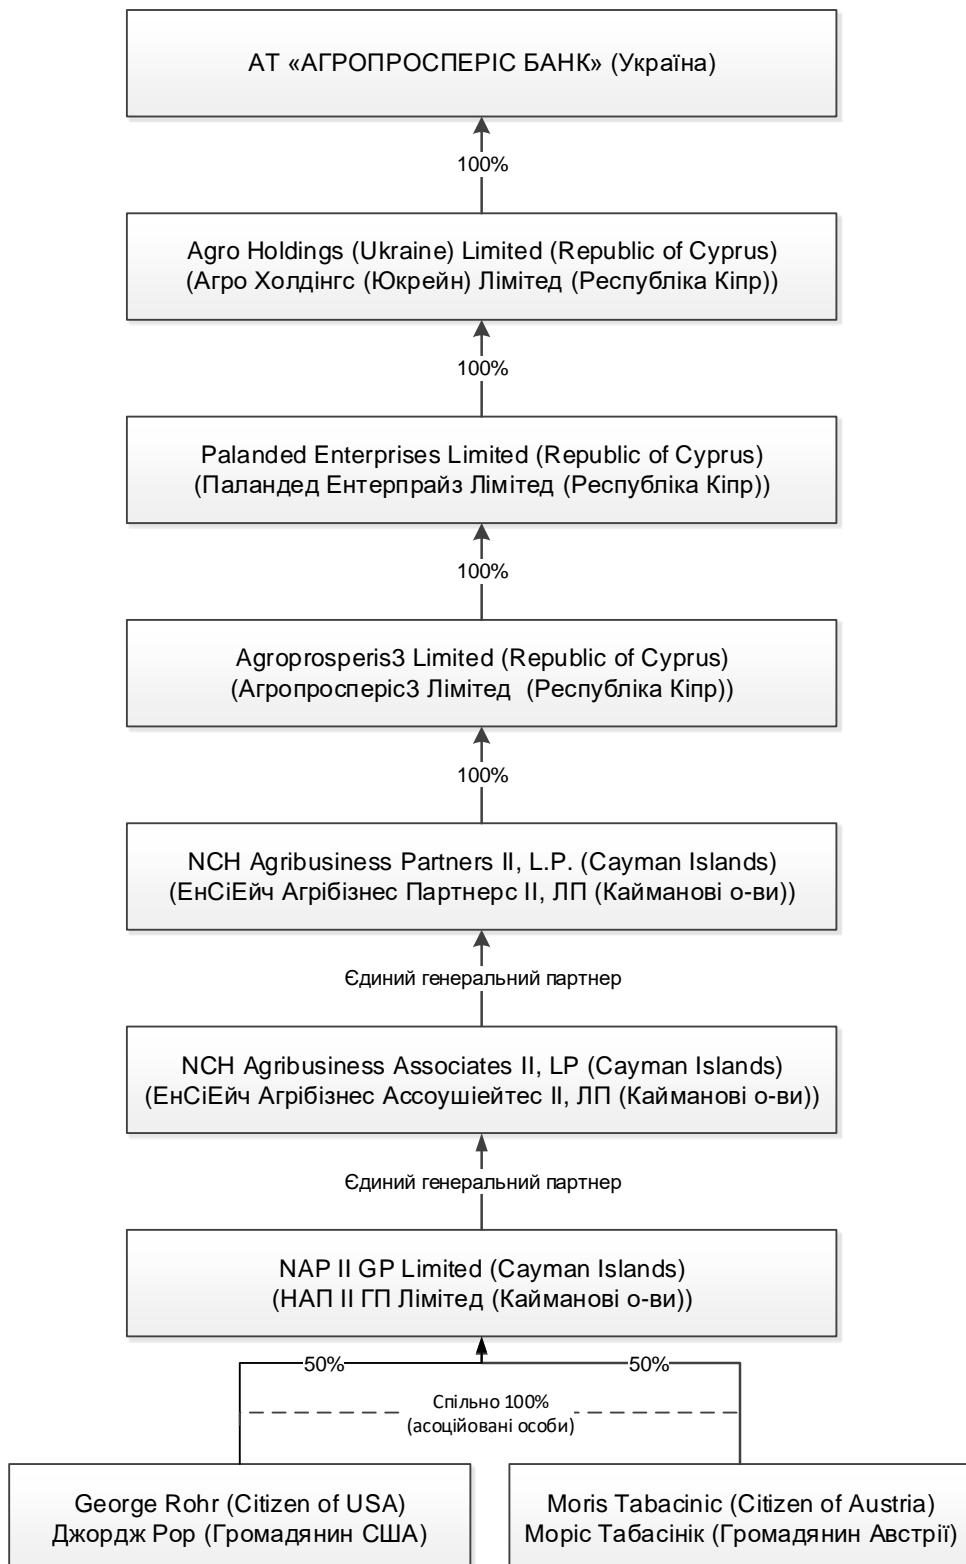 АТ «АГРОПРОСПЕРІС БАНК» (Україна)
100%
Agro Holdings (Ukraine) Limited (Republic of Cyprus)
(Агро Холдінгс (Юкрейн) Лімітед (Республіка Кіпр))
100%
Palanded Enterprises Limited (Republic of Cyprus)
(Паландед Ентерпрайз Лімітед (Республіка Кіпр))
100%
Agroprosperis3 Limited (Republic of Cyprus)
(Агропросперіс3 Лімітед (Республіка Кіпр))
100%
NCH Agribusiness Partners II, L.P. (Cayman Islands)
(ЕнСіЕйч Агрібізнес Партнерс ІІ, ЛП (Кайманові о-ви))
Єдиний генеральний партнер
NCH Agribusiness Associates II, LP (Cayman Islands)
(ЕнСіЕйч Агрібізнес Ассоушіейтес ІІ, ЛП (Кайманові о-ви))
Єдиний генеральний партнер
NAP II GP Limited (Cayman Islands)
(НАП ІІ ГП Лімітед (Кайманові о-ви))
50%
50%
Спільно 100%
(асоційовані особи)
George Rohr (Citizen of USA)
Джордж Рор (Громадянин США)
Moris Tabacinic (Citizen of Austria)
Моріс Табасінік (Громадянин Австрії)